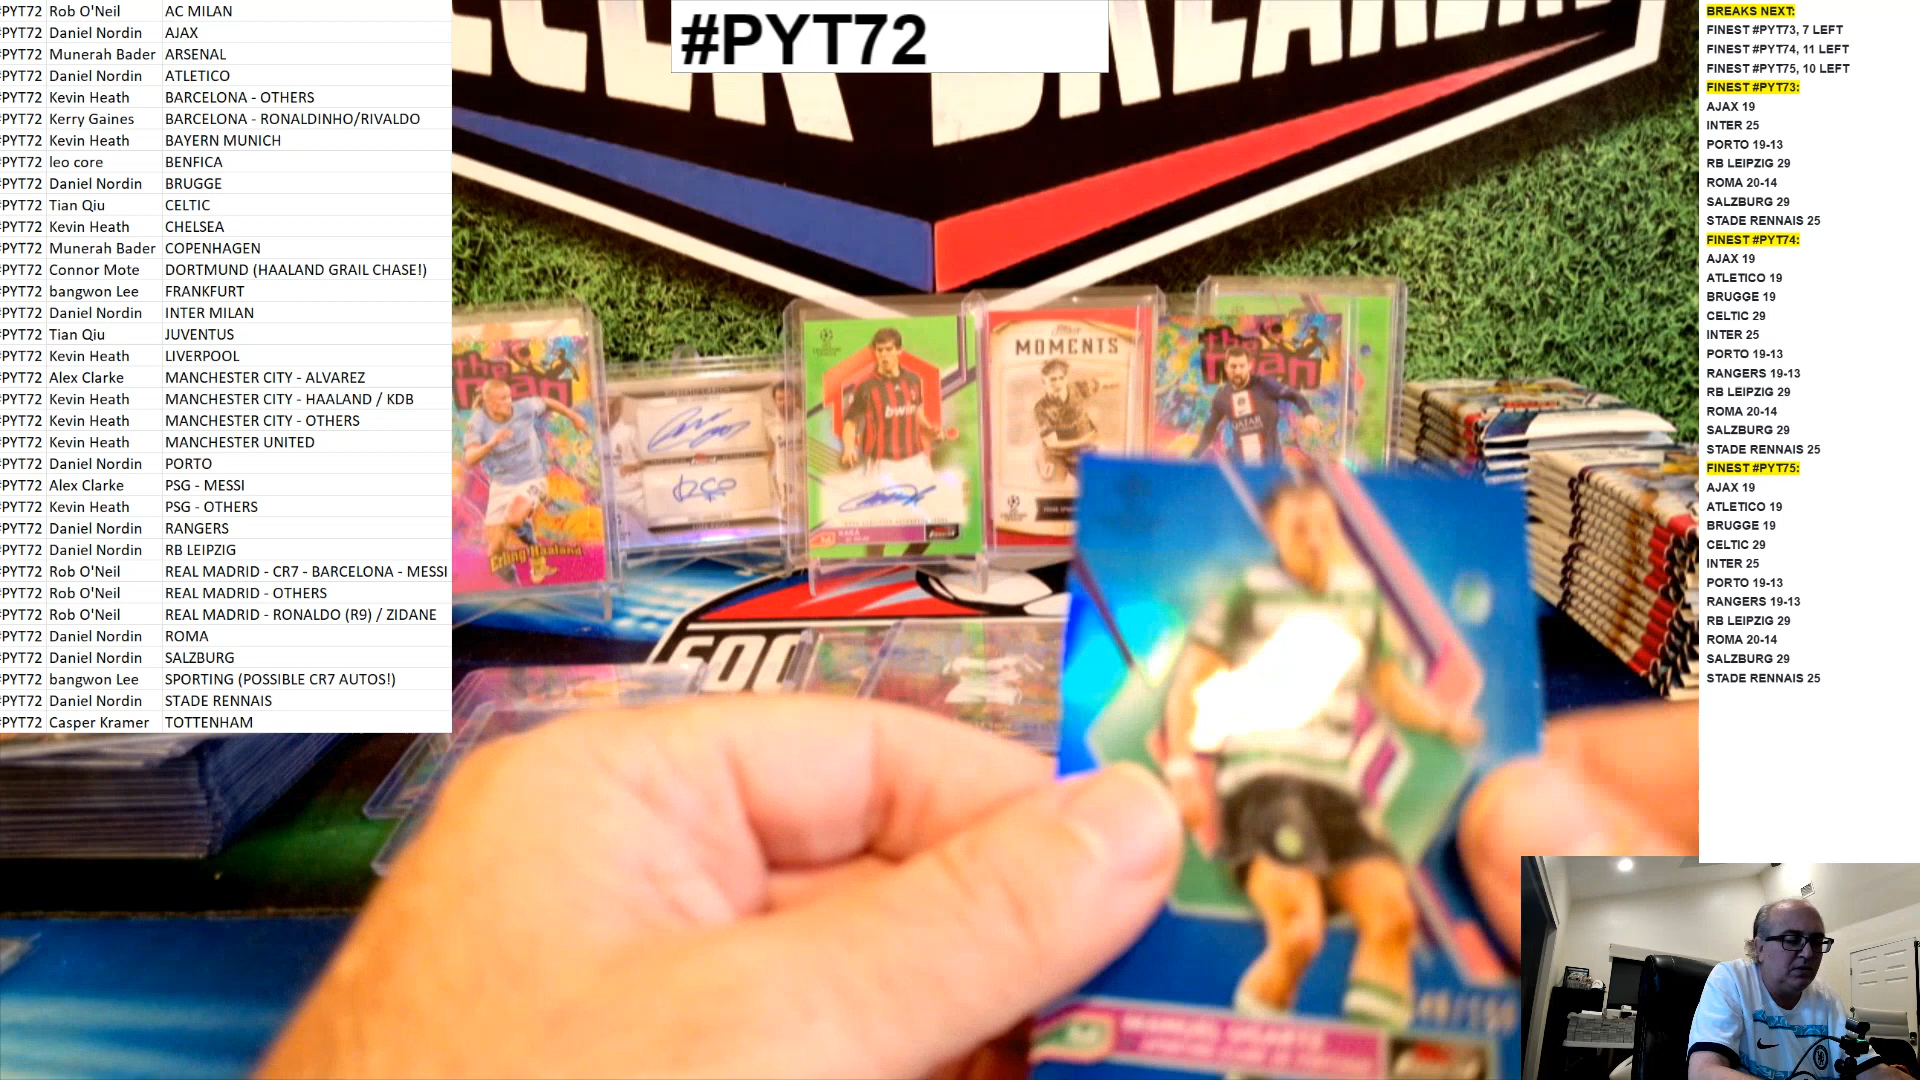 #PYT72 Rob O'Neil AC MILAN
#PYT72 Daniel Nordin AJAX
#PYT72 Munerah Bader ARSENAL
#PYT72 Daniel Nordin ATLETICO
#PYT72 Kevin Heath BARCELONA - OTHERS
#PYT72 Kerry Gaines BARCELONA - RONALDINHO/RIVALDO
#PYT72 Kevin Heath BAYERN MUNICH
#PYT72 leo core BENFICA
#PYT72 Daniel Nordin BRUGGE
#PYT72 Tian Qiu CELTIC
#PYT72 Kevin Heath CHELSEA
#PYT72 Munerah Bader COPENHAGEN
#PYT72 Connor Mote DORTMUND (HAALAND GRAIL CHASE!)
#PYT72 bangwon Lee FRANKFURT
#PYT72 Daniel Nordin INTER MILAN
#PYT72 Tian Qiu JUVENTUS
#PYT72 Kevin Heath LIVERPOOL
#PYT72 Alex Clarke MANCHESTER CITY - ALVAREZ
#PYT72 Kevin Heath MANCHESTER CITY - HAALAND / KDB
#PYT72 Kevin Heath MANCHESTER CITY - OTHERS
#PYT72 Kevin Heath MANCHESTER UNITED
#PYT72 Daniel Nordin PORTO
#PYT72 Alex Clarke PSG - MESSI
#PYT72 Kevin Heath PSG - OTHERS
#PYT72 Daniel Nordin RANGERS
#PYT72 Daniel Nordin RB LEIPZIG
#PYT72 Rob O'Neil REAL MADRID - CR7 - BARCELONA - MESSI
#PYT72 Rob O'Neil REAL MADRID - OTHERS
#PYT72 Rob O'Neil REAL MADRID - RONALDO (R9) / ZIDANE
#PYT72 Daniel Nordin ROMA
#PYT72 Daniel Nordin SALZBURG
#PYT72 bangwon Lee SPORTING (POSSIBLE CR7 AUTOS!)
#PYT72 Daniel Nordin STADE RENNAIS
#PYT72 Casper Kramer TOTTENHAM
#PYT72
the man
Erling Haaland
bwin
MOMENTS
the man
MANUEL UGARTE
BREAKS NEXT:
FINEST #PYT73, 7 LEFT
FINEST #PYT74, 11 LEFT
FINEST #PYT75, 10 LEFT
FINEST #PYT73:
AJAX 19
INTER 25
PORTO 19-13
RB LEIPZIG 29
ROMA 20-14
SALZBURG 29
STADE RENNAIS 25
FINEST #PYT74:
AJAX 19
ATLETICO 19
BRUGGE 19
CELTIC 29
INTER 25
PORTO 19-13
RANGERS 19-13
RB LEIPZIG 29
ROMA 20-14
SALZBURG 29
STADE RENNAIS 25
FINEST #PYT75:
AJAX 19
ATLETICO 19
BRUGGE 19
CELTIC 29
INTER 25
PORTO 19-13
RANGERS 19-13
RB LEIPZIG 29
ROMA 20-14
SALZBURG 29
STADE RENNAIS 25